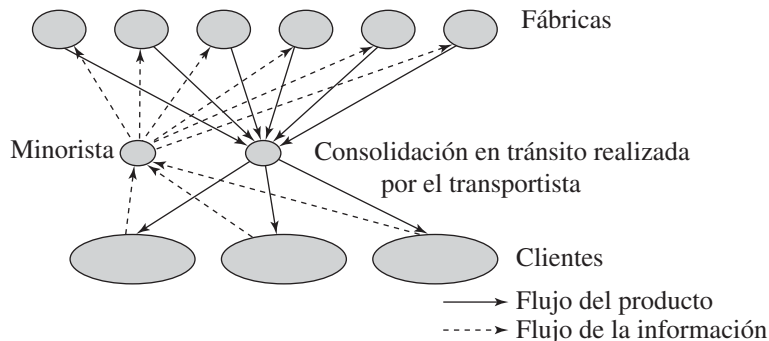 Fábricas
Minorista
Consolidación en tránsito realizada
por el transportista
Clientes
Flujo del producto
Flujo de la información